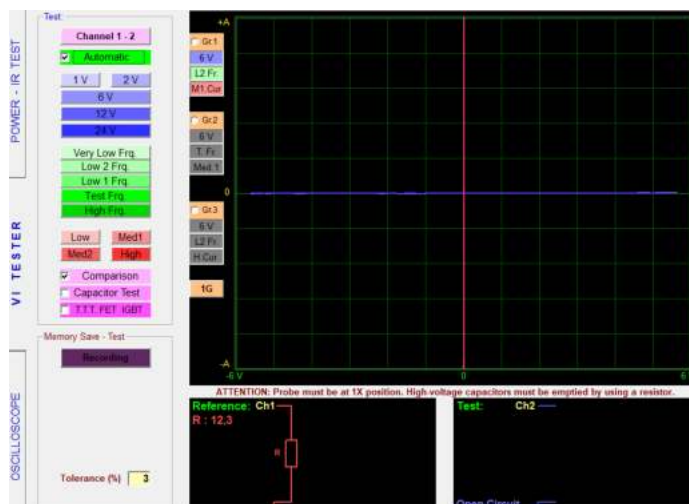 POWER - IR TEST
VI TESTER
OSCILLOSCOPE
Test:
Channel 1 - 2
Automatic
1 V
2 V
6 V
12 V
24 V
Very Low Frq.
Low 2 Frq.
Low 1 Frq.
Test Frq.
High Frq.
Low
Med1
Med2
High
Comparison
Capacitor Test
T.T.T. FET IGBT
Memory Save - Test
Recording
Tolerance (%) 3
Gr.1
6 V
L2 Fr.
M1.Cur
Gr.2
6 V
T. Fr.
Med.1
Gr.3
6 V
L2 Fr.
H.Cur
1G
+A
0
-A
-6 V
0
6
ATTENTION: Probe must be at 1X position. High-voltage capacitors must be emptied by using a resistor.
Reference: Ch1
R : 12,3
R
Test: Ch2
Open Circuit